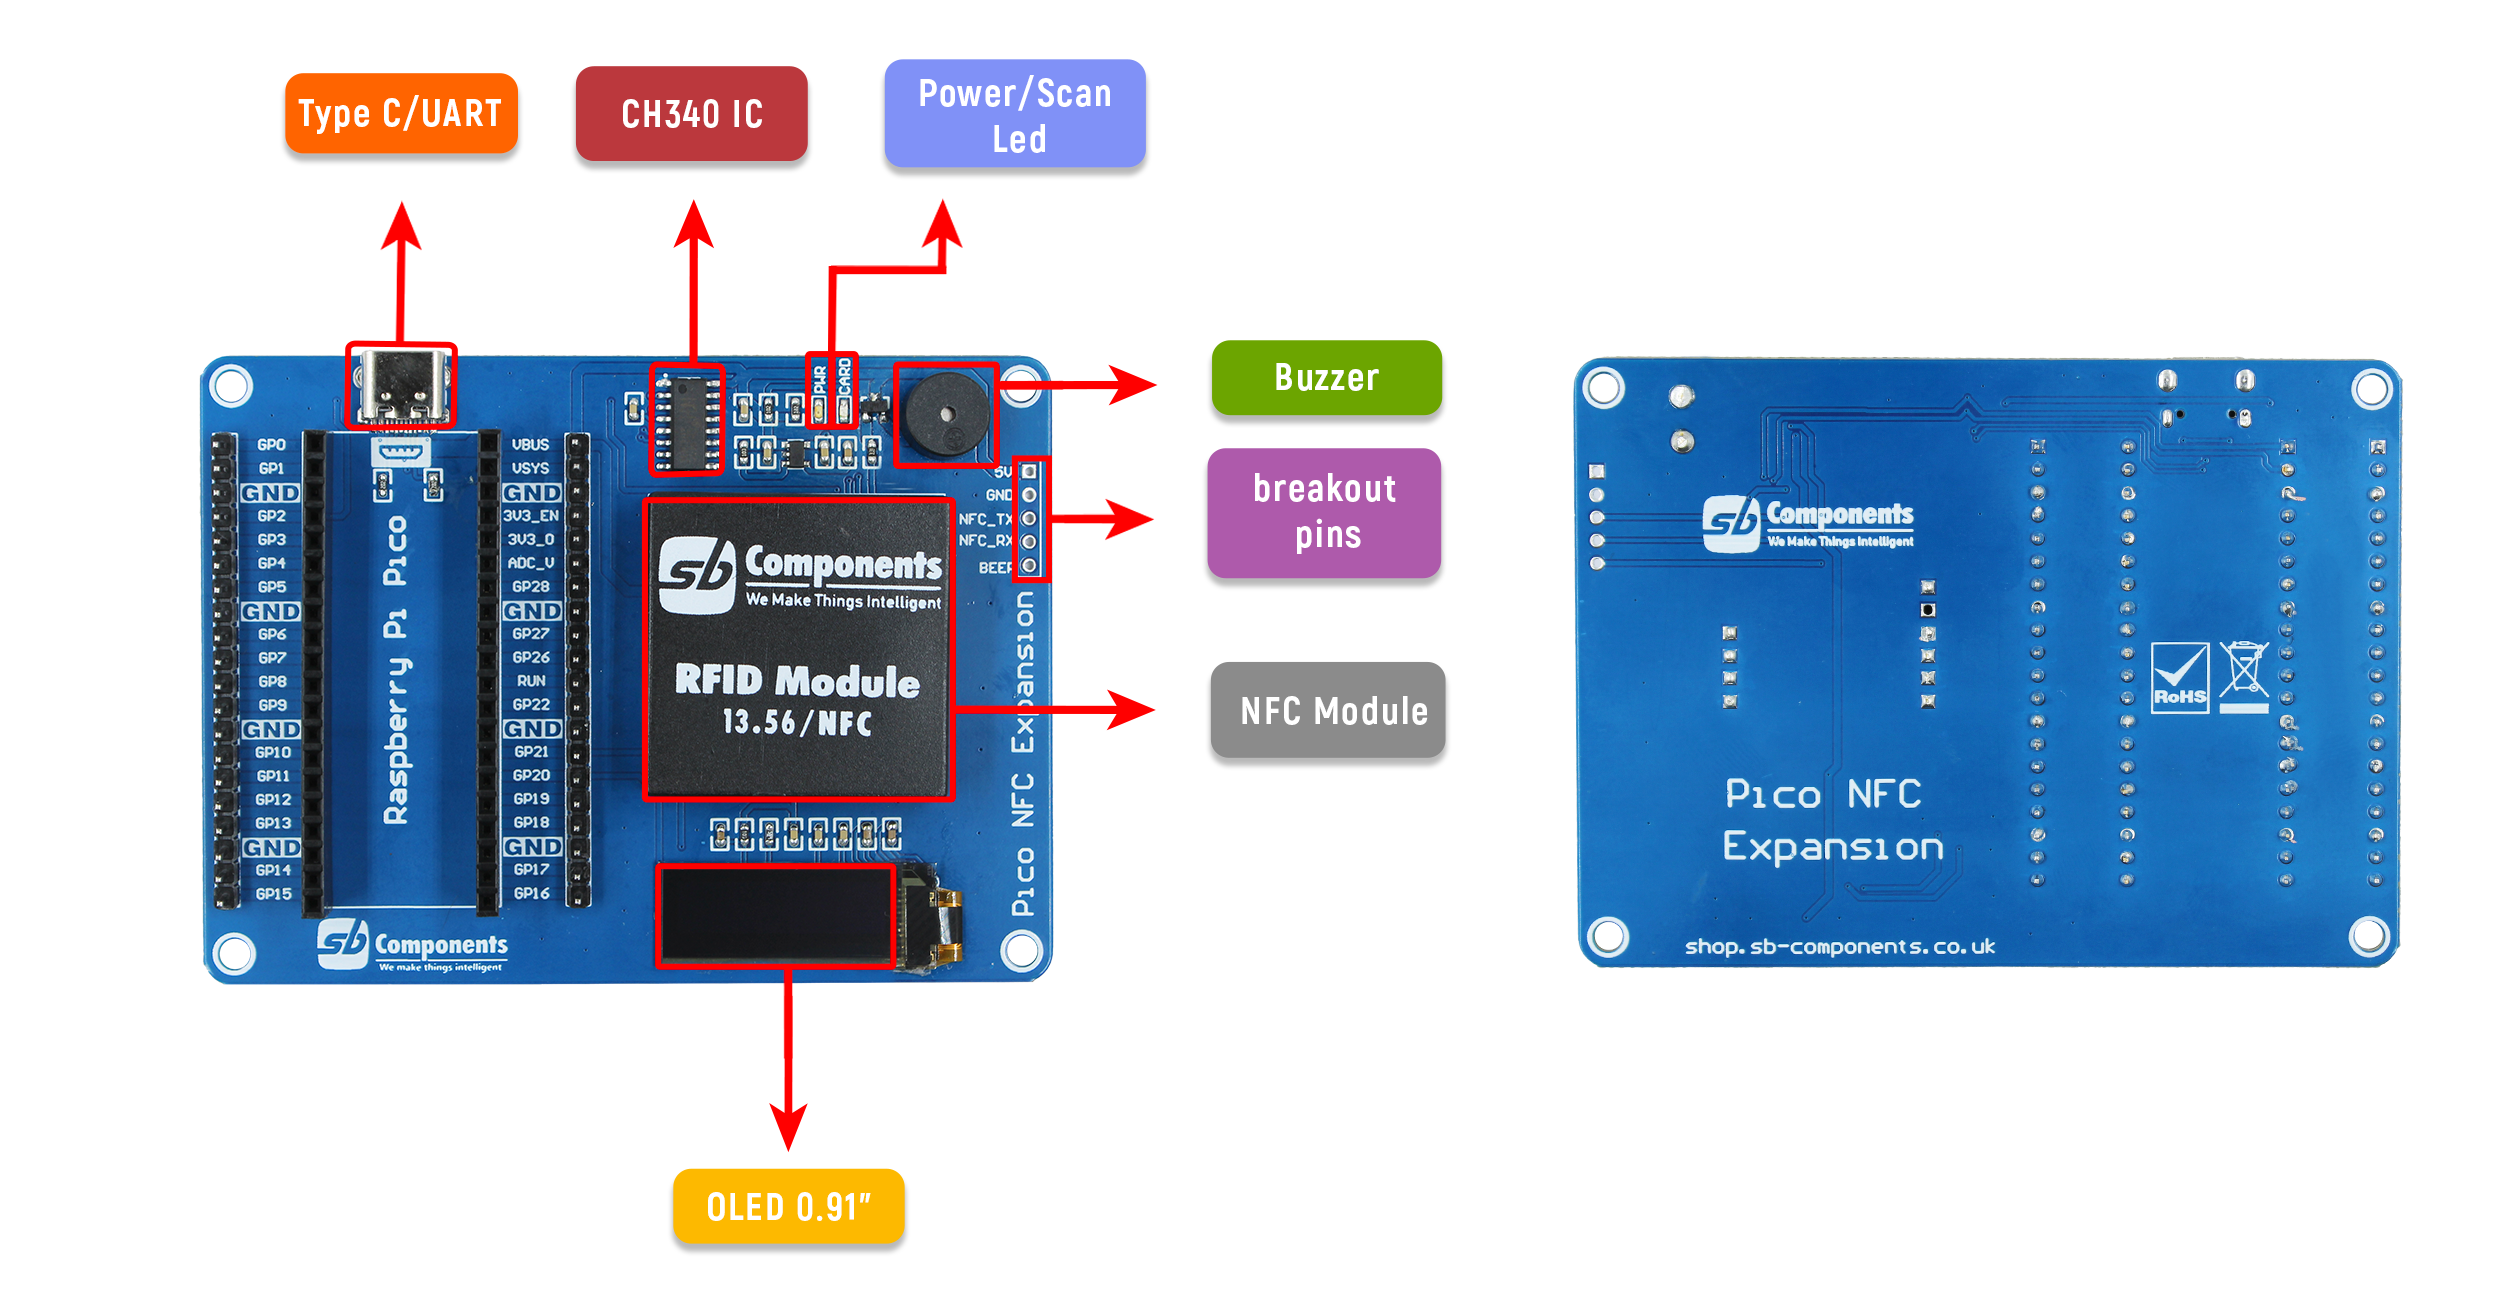 Type C/UART
CH340 IC
Power/Scan
Led
Buzzer
breakout
pins
NFC Module
OLED 0.91"
PWR
CARD
GP0
GP1
GND
GP2
GP3
GP4
GP5
GND
GP6
GP7
GP8
GP9
GND
GP10
GP11
GP12
GP13
GND
GP14
GP15
Raspberry Pi Pico
VBUS
VSYS
GND
3V3_EN
3V3_O
ADC_V
GP28
GND
GP27
GP26
RUN
GP22
GND
GP21
GP20
GP19
GP18
GND
GP17
GP16
5V
GND
NFC_TX
NFC_RX
BEEP
sb Components
We Make Things Intelligent
RFID Module
13.56/NFC
Pico NFC Expansion
sb Components
We make things intelligent
sb Components
We Make Things Intelligent
RoHS
Pico NFC
Expansion
shop.sb-components.co.uk